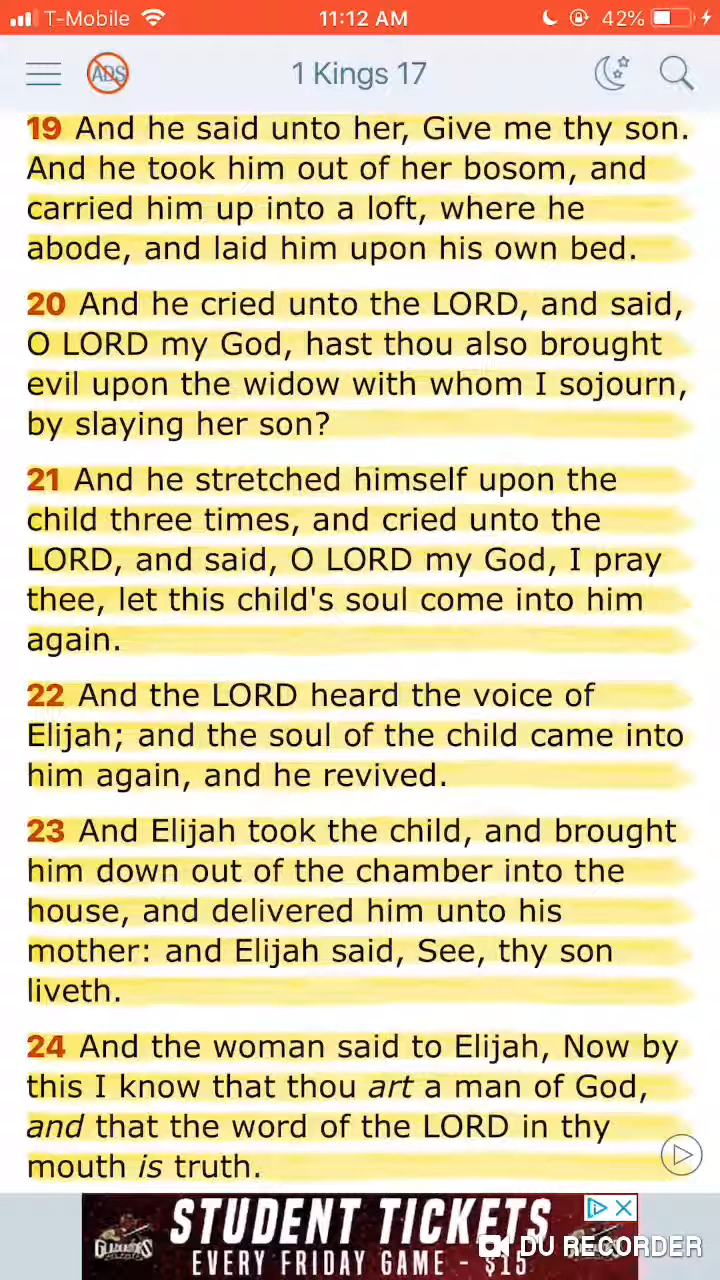 T-Mobile 11:12 AM 42%
ADS 1 Kings 17
19 And he said unto her, Give me thy son.
And he took him out of her bosom, and
carried him up into a loft, where he
abode, and laid him upon his own bed.
20 And he cried unto the LORD, and said,
O LORD my God, hast thou also brought
evil upon the widow with whom I sojourn,
by slaying her son?
21 And he stretched himself upon the
child three times, and cried unto the
LORD, and said, O LORD my God, I pray
thee, let this child's soul come into him
again.
22 And the LORD heard the voice of
Elijah; and the soul of the child came into
him again, and he revived.
23 And Elijah took the child, and brought
him down out of the chamber into the
house, and delivered him unto his
mother: and Elijah said, See, thy son
liveth.
24 And the woman said to Elijah, Now by
this I know that thou art a man of God,
and that the word of the LORD in thy
mouth is truth.
STUDENT TICKETS
GLADIATORS
EVERY FRIDAY GAME - $15
DU RECORDER